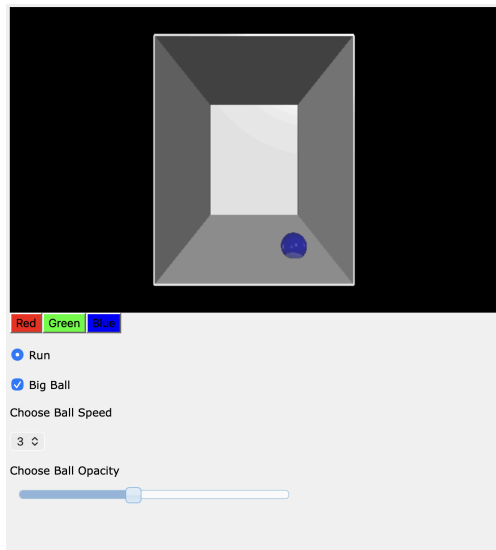 Red Green Blue
Run
Big Ball
Choose Ball Speed
3
Choose Ball Opacity